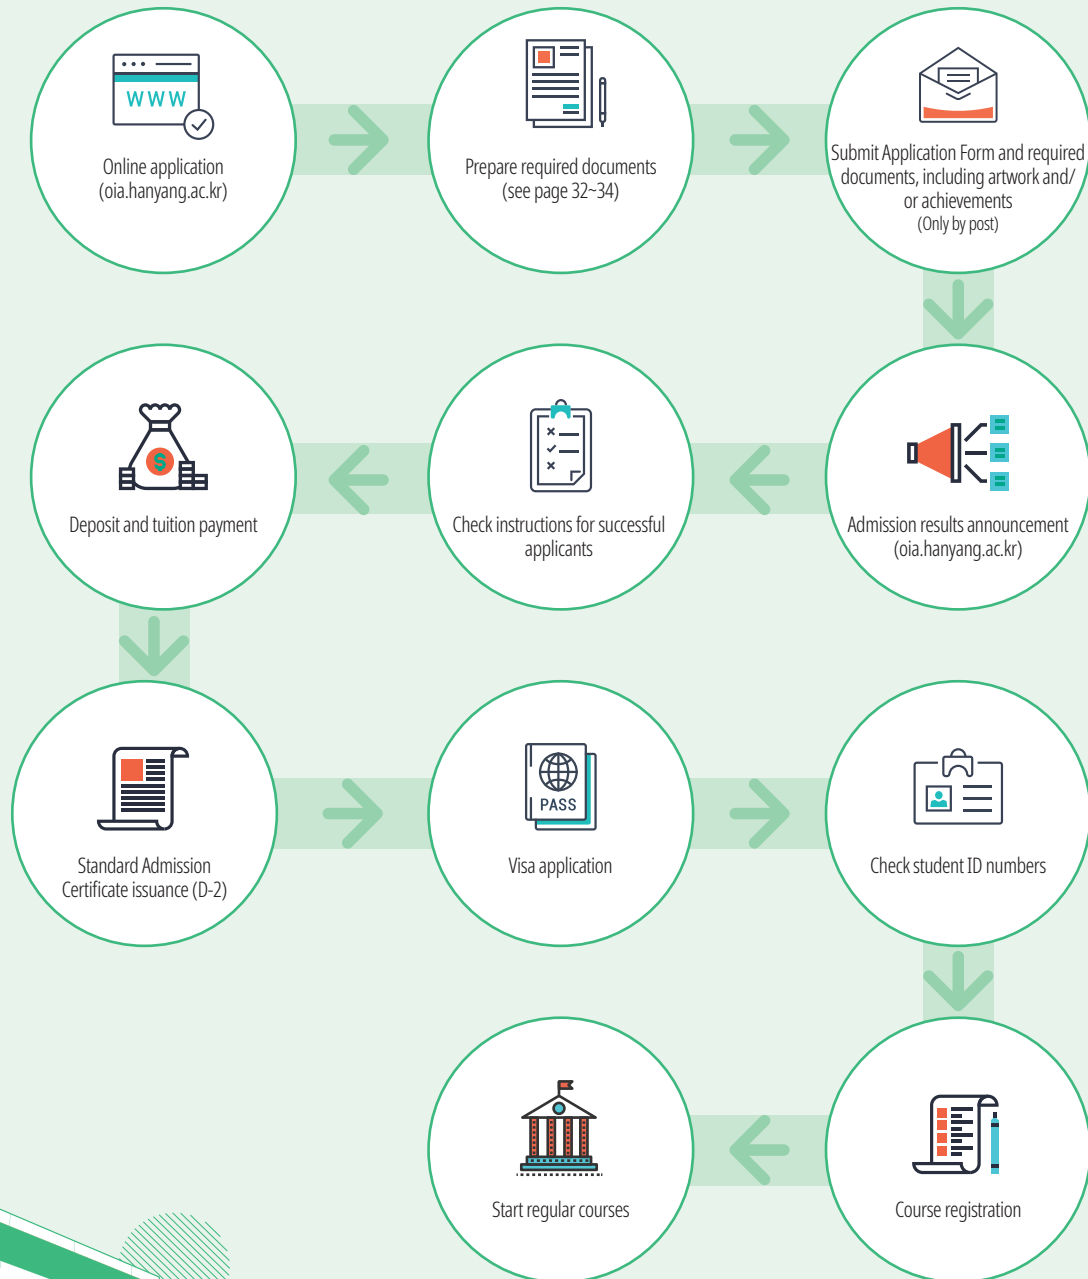 WWW
Online application
(oia.hanyang.ac.kr)
Prepare required documents
(see page 32~34)
Submit Application Form and required
documents, including artwork and/
or achievements
(Only by post)
Admission results announcement
(oia.hanyang.ac.kr)
Check instructions for successful
applicants
$
Deposit and tuition payment
Standard Admission
Certificate issuance (D-2)
PASS
Visa application
Check student ID numbers
Course registration
Start regular courses